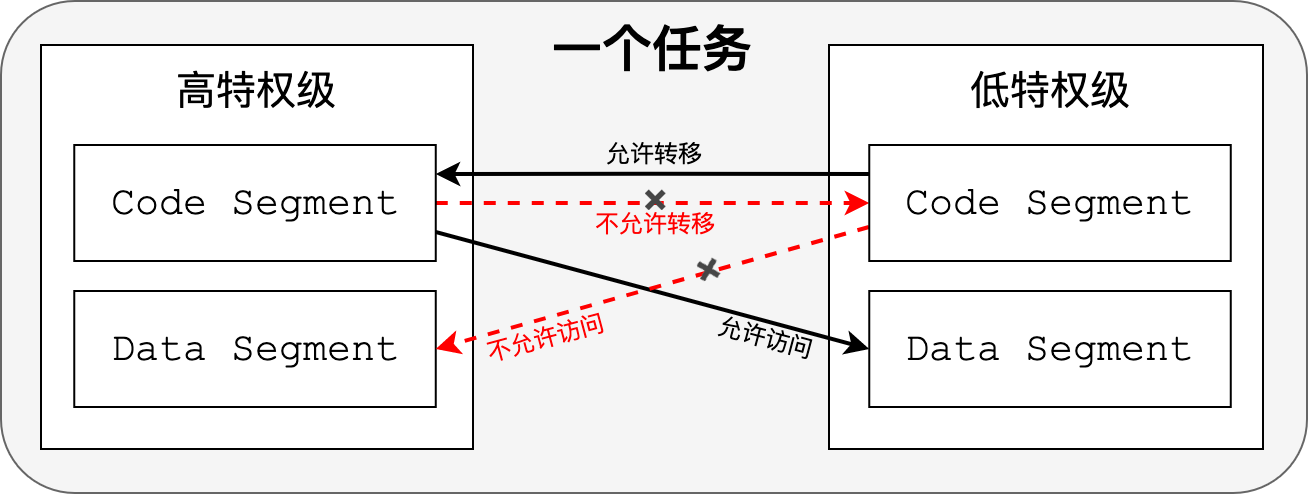 一个任务
高特权级
低特权级
允许转移
Code Segment
Code Segment
不允许转移
不允许访问
允许访问
Data Segment
Data Segment